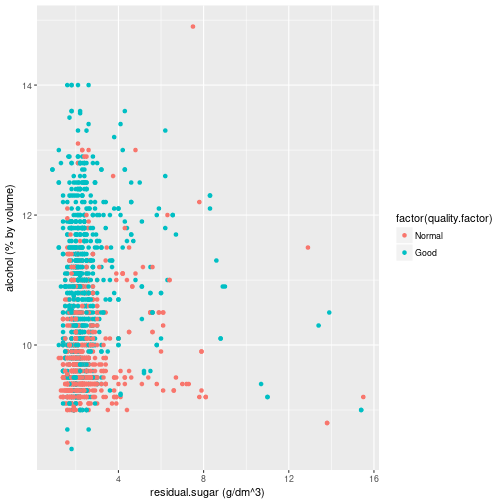 14
12
10
alcohol (% by volume)
4
8
12
16
residual.sugar (g/dm^3)
factor(quality.factor)
Normal
Good